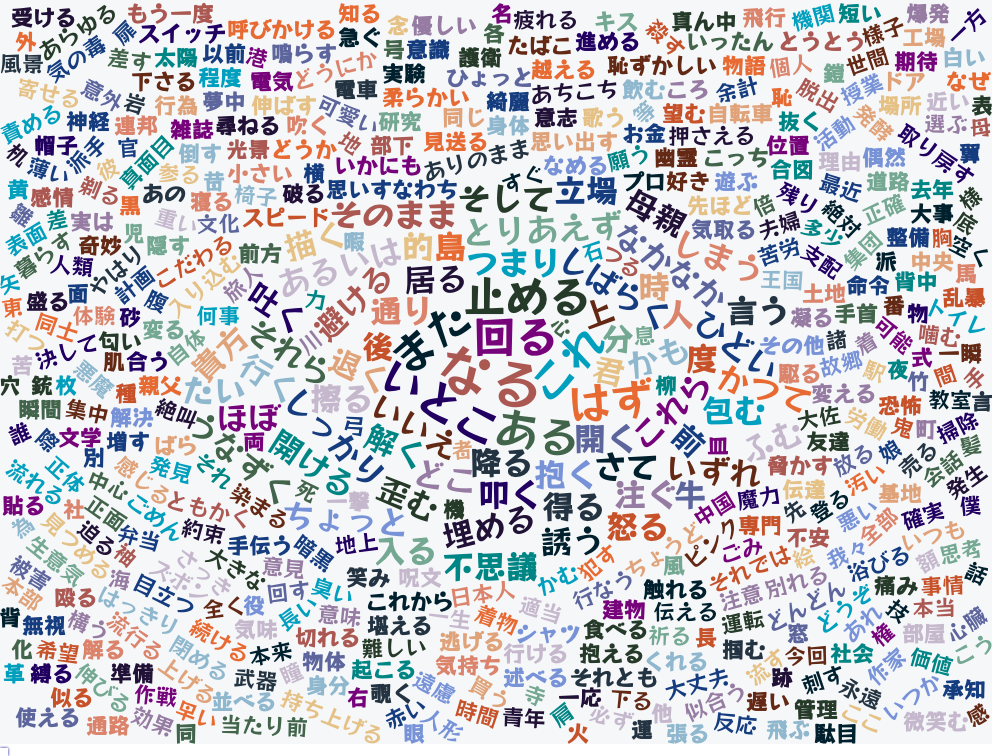 受ける
あらゆる
もう一度
外
扉
スイッチ
呼びかける
知る
急ぐ
念
優しい
名
各
疲れる
キス
真ん中
飛行
機関
短い
爆発
一方
風景
気の毒
差す
太陽
以前
港
鳴らす
号
意識
護衛
たばこ
進める
殺す
いったん
とうとう
様子
工場
寄せる
意外
岩
下さる
程度
電気
どうにか
電車
実験
ひょっと
越える
恥ずかしい
物語
個人
鎧
世間
期待
白い
責める
神経
行為
夢中
伸ばす
可愛い
柔らかい
綺麗
あちこち
飲む
ころ
余計
恥
脱出
授業
ドア
なぜ
表
帽子
派手
連邦
雑誌
尋ねる
吹く
研究
同じ
身体
意志
歌う
望む
自転車
抜く
活動
発酵
場所
近い
選ぶ
母
机
薄い
官
真面目
倒す
光景
どうか
地
部下
見送る
思い出す
お金
押さえる
位置
理由
偶然
取り戻す
翼
黄
感情
剃る
彼
参る
昔
小さい
横
いかにも
ありのまま
なめる
願う
幽霊
こっち
合図
道路
去年
嫌
差
黒
あの
寝る
椅子
破る
思い
すなわち
すぐ
立場
プロ
好き
遊ぶ
残り
最近
正確
大事
底
表面
実は
児
重い
文化
スピード
そのまま
そして
とりあえず
母親
先ほど
倍
夫婦
多少
絶対
集団
整備
胸
空く
暮らす
奇妙
隠す
こだわる
前方
描く
暇
的
島
つまり
しばらく
石
つる
なかなか
しまう
気取る
苦労
支配
派
中央
矢
人類
やはり
計画
腹
入り込む
旅
あるいは
居る
止める
時
王国
命令
背中
馬
東
盛る
面
体験
砂
変る
何事
吐く
力
避ける
通り
また
回る
上
人
言う
土地
凝る
手首
番
物
乱暴
打つ
同士
匂い
自体
貴方
それら
川
後
なる
これ
元
分
息
ひどい
その他
諸
着
可能
人
トイレ
噛む
苦
決して
肌
合う
悪魔
たい
行く
退く
いとこ
はず
君
かも
度
かつて
駆る
故郷
駅
式
一瞬
穴
銃
枚
種
親父
しっかり
擦る
いいえ
ある
これら
柳
包む
変える
夜
竹
間
手
瞬間
集中
解決
絶叫
ほぼ
弓
解く
者
開く
前
皿
大佐
労働
恐怖
教室
言
誰
際
文学
増す
ばら
うなずく
両
開ける
どこ
降る
抱く
さて
いずれ
ふむ
友達
鬼
町
掃除
流れる
正体
別
感じる
発見
それ
死
歪む
機
叩く
得る
注ぐ
牛
脅かす
放る
娘
売る
会話
髪
貼る
社
中心
ともかく
染まる
一撃
ちょっと
埋める
誘う
怒る
中国
魔力
伝達
先
登る
汚い
基地
発生
為
見つめる
正面
ごめん
約束
地上
入る
不思議
ちょうど
ピンク
専門
不安
悪い
全部
確実
僕
生意気
迫る
弁当
袖
手伝う
暗黒
かむ
犯す
風
ごみ
絵
我々
浴びる
いつも
被害
海
さっき
ズボン
大きな
意見
笑み
呪文
日本人
行なう
それでは
別れる
額
思考
本部
殴る
目立つ
回す
臭い
これから
適当
触れる
注意
どんどん
どうぞ
痛み
事情
話
背
無視
構う
はっきり
全く
役
長い
意味
堪える
一生
着物
シャツ
建物
伝える
運転
窓
あれ
技
本当
化
希望
解る
流行る
続ける
気味
切れる
難しい
逃げる
行ける
食べる
祈る
長
掴む
権
部屋
心臓
革
縛る
伸びる
準備
閉める
本来
瞳
物体
起こる
気持ち
述べる
抱える
くれる
流す
今回
社会
作家
価値
こう
似る
作戦
上げる
武器
身分
右
覗く
遠慮
買う
寺
それとも
大丈夫
跡
刺す
永遠
いつか
承知
使える
通路
効果
早い
同
並べる
当たり前
持ち上げる
赤い
眼
人形
時間
青年
肩
火
一応
必ず
下る
運
他
似合う
張る
反応
遅い
飛ぶ
管理
ここ
駄目
微笑む
感